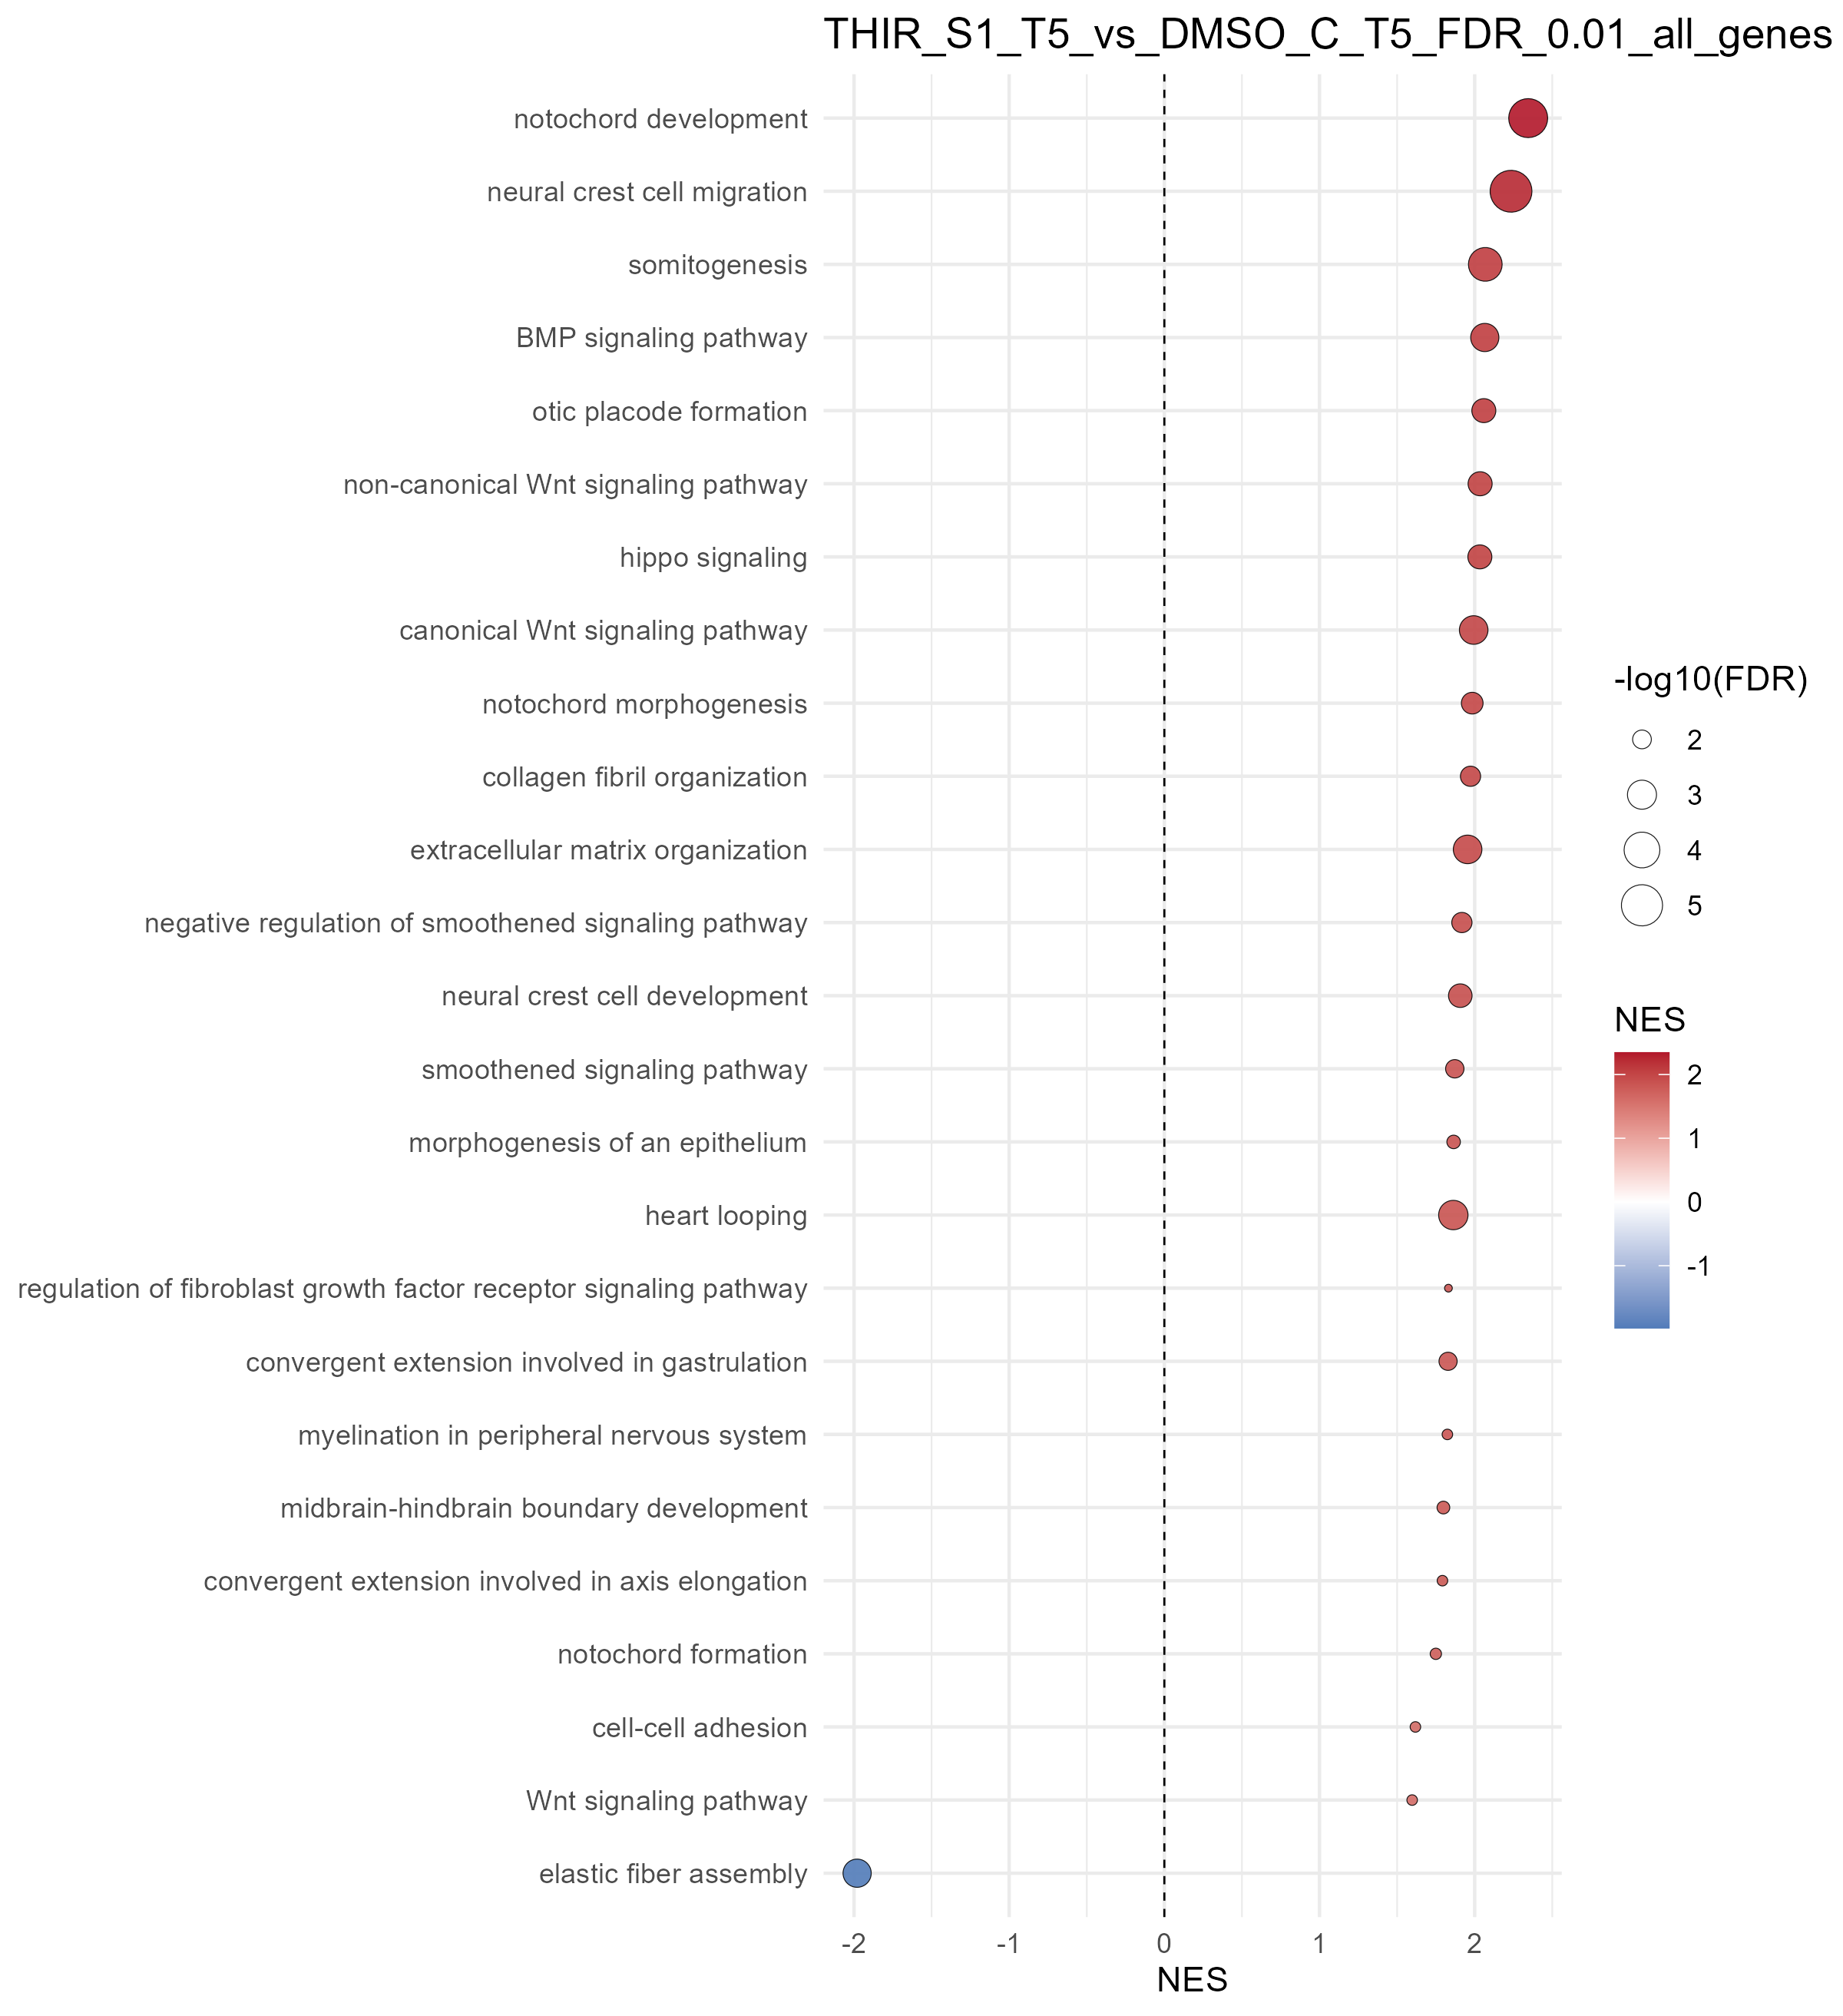 THIR_S1_T5_vs_DMSO_C_T5_FDR_0.01_all_genes
notochord development
neural crest cell migration
somitogenesis
BMP signaling pathway
otic placode formation
non-canonical Wnt signaling pathway
hippo signaling
canonical Wnt signaling pathway
notochord morphogenesis
collagen fibril organization
extracellular matrix organization
negative regulation of smoothened signaling pathway
neural crest cell development
smoothened signaling pathway
morphogenesis of an epithelium
heart looping
regulation of fibroblast growth factor receptor signaling pathway
convergent extension involved in gastrulation
myelination in peripheral nervous system
midbrain-hindbrain boundary development
convergent extension involved in axis elongation
notochord formation
cell-cell adhesion
Wnt signaling pathway
elastic fiber assembly
-2 -1 0 1 2
NES
-log10(FDR)
2
3
4
5
NES
2
1
0
-1